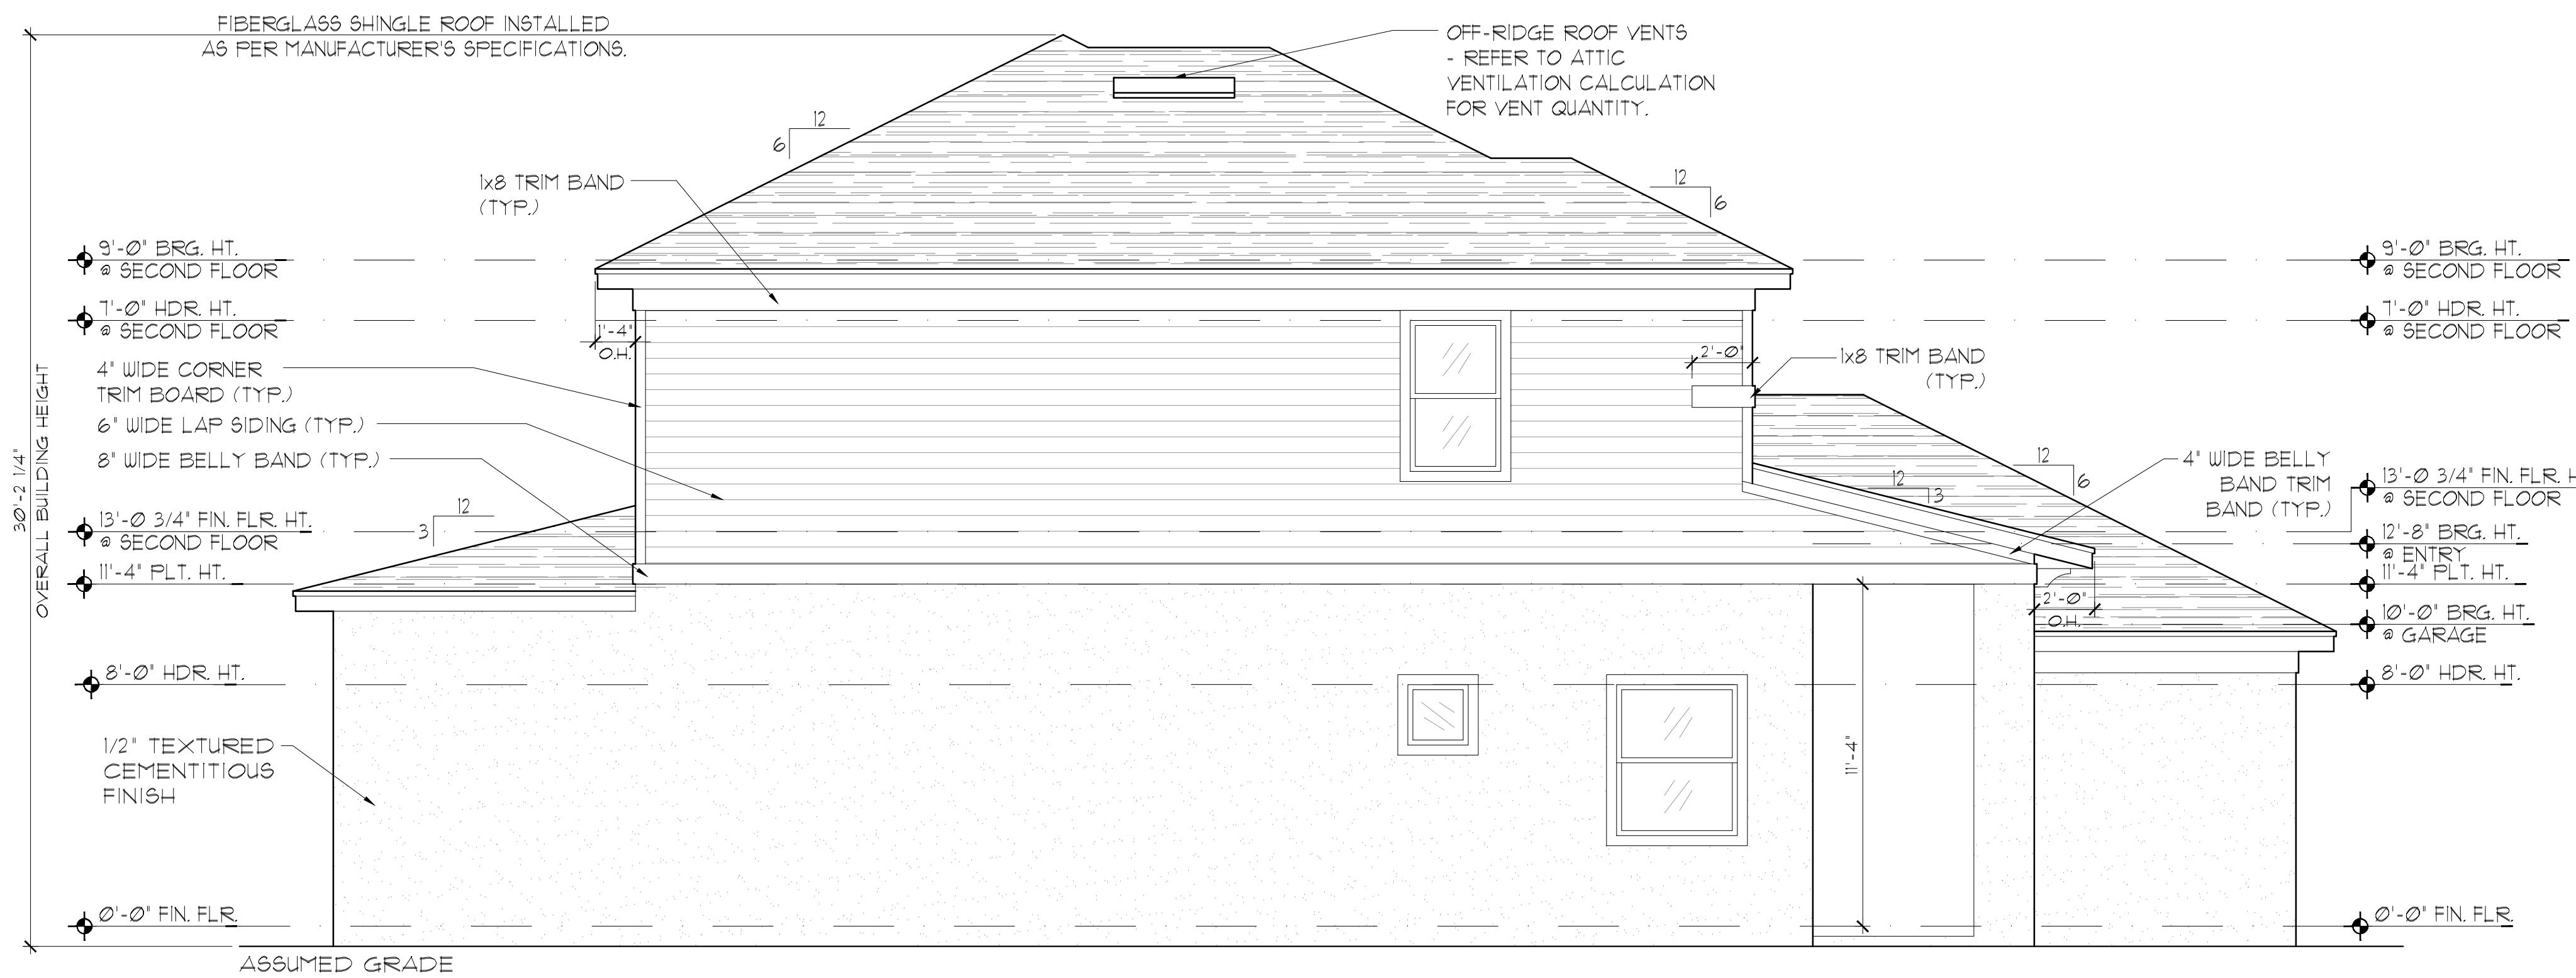 FIBERGLASS SHINGLE ROOF INSTALLED
AS PER MANUFACTURER'S SPECIFICATIONS.
OFF-RIDGE ROOF VENTS
- REFER TO ATTIC
VENTILATION CALCULATION
FOR VENT QUANTITY.
12
6
1x8 TRIM BAND
(TYP.)
12
6
9'-0" BRG. HT.
@ SECOND FLOOR
9'-0" BRG. HT.
@ SECOND FLOOR
7'-0" HDR. HT.
@ SECOND FLOOR
7'-0" HDR. HT.
@ SECOND FLOOR
1'-4"
O.H.
2'-0"
1x8 TRIM BAND
(TYP.)
4" WIDE CORNER
TRIM BOARD (TYP.)
6" WIDE LAP SIDING (TYP.)
8" WIDE BELLY BAND (TYP.)
30'-2 1/4"
OVERALL BUILDING HEIGHT
12
6
12
3
4" WIDE BELLY
BAND TRIM
BAND (TYP.)
13'-0 3/4" FIN. FLR. H
@ SECOND FLOOR
12
3
13'-0 3/4" FIN. FLR. HT.
@ SECOND FLOOR
12'-8" BRG. HT.
@ ENTRY
11'-4" PLT. HT.
11'-4" PLT. HT.
2'-0"
O.H.
10'-0" BRG. HT.
@ GARAGE
8'-0" HDR. HT.
8'-0" HDR. HT.
1/2" TEXTURED
CEMENTITIOUS
FINISH
11'-4"
0'-0" FIN. FLR.
0'-0" FIN. FLR.
ASSUMED GRADE